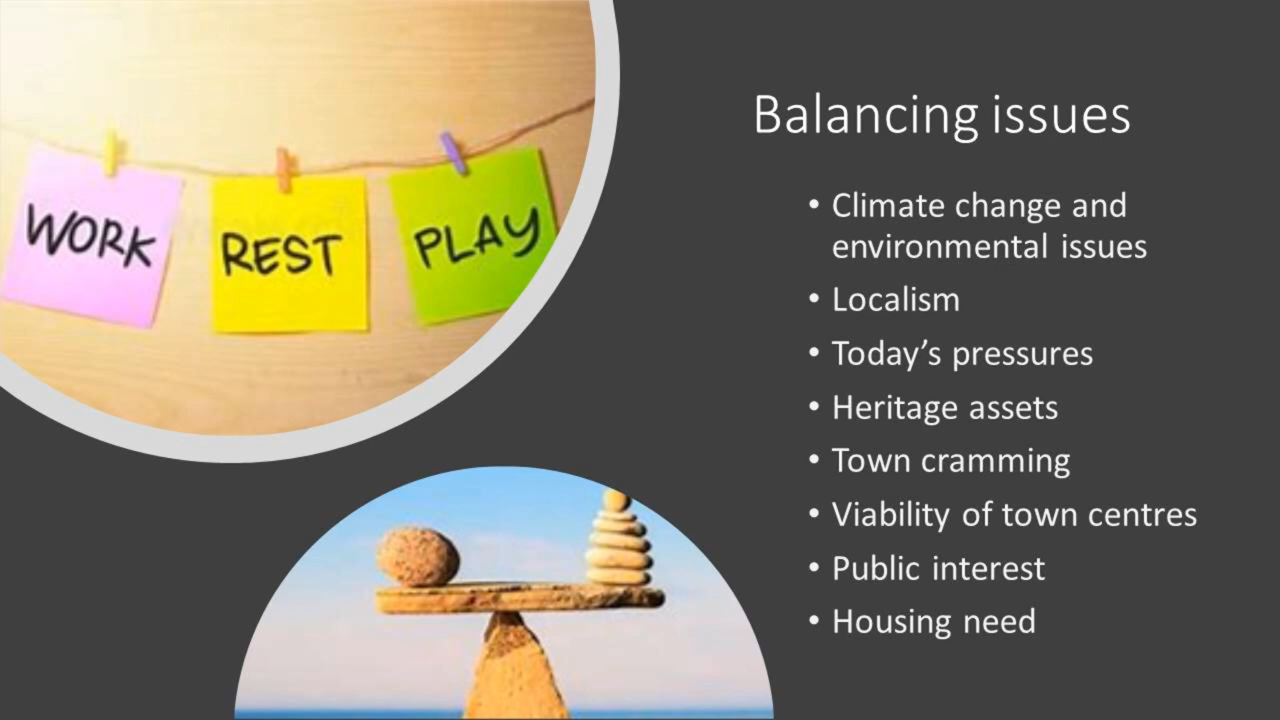 WORK
REST
PLAY
Balancing issues
• Climate change and
environmental issues
• Localism
• Today’s pressures
• Heritage assets
• Town cramming
• Viability of town centres
• Public interest
• Housing need